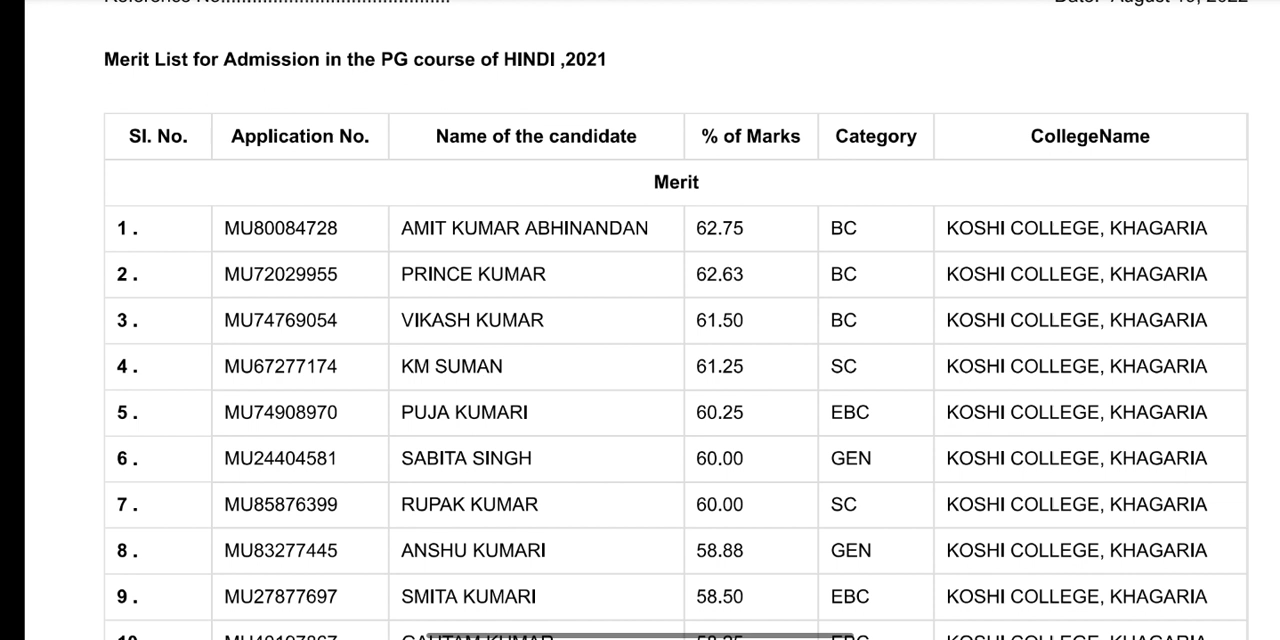 Merit List for Admission in the PG course of HINDI ,2021
Sl. No. Application No. Name of the candidate % of Marks Category CollegeName
Merit
1 . MU80084728 AMIT KUMAR ABHINANDAN 62.75 BC KOSHI COLLEGE, KHAGARIA
2 . MU72029955 PRINCE KUMAR 62.63 BC KOSHI COLLEGE, KHAGARIA
3 . MU74769054 VIKASH KUMAR 61.50 BC KOSHI COLLEGE, KHAGARIA
4 . MU67277174 KM SUMAN 61.25 SC KOSHI COLLEGE, KHAGARIA
5 . MU74908970 PUJA KUMARI 60.25 EBC KOSHI COLLEGE, KHAGARIA
6 . MU24404581 SABITA SINGH 60.00 GEN KOSHI COLLEGE, KHAGARIA
7 . MU85876399 RUPAK KUMAR 60.00 SC KOSHI COLLEGE, KHAGARIA
8 . MU83277445 ANSHU KUMARI 58.88 GEN KOSHI COLLEGE, KHAGARIA
9 . MU27877697 SMITA KUMARI 58.50 EBC KOSHI COLLEGE, KHAGARIA
KOSHI COLLEGE, KHAGARIA